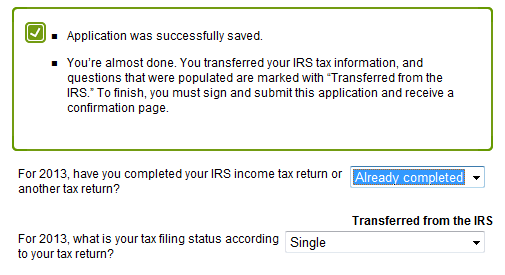 Application was successfully saved.
You're almost done. You transferred your IRS tax information, and
questions that were populated are marked with “Transferred from the
IRS.” To finish, you must sign and submit this application and receive a
confirmation page.
For 2013, have you completed your IRS income tax return or
another tax return?
Already completed
Transferred from the IRS
For 2013, what is your tax filing status according
to your tax return?
Single